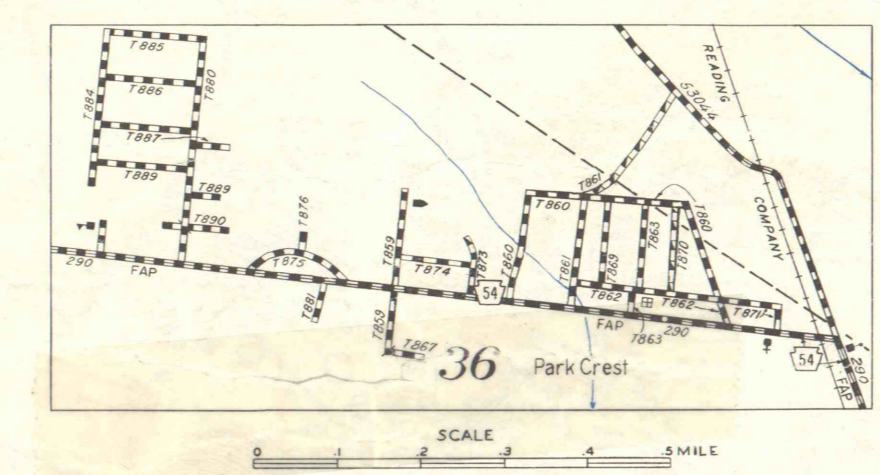 T885
T886
T884
T880
T887
T889
T889
T890
T876
T875
290
FAP
T881
T859
T874
T873
54
T859
T867
T860
T860
T861
T861
T869
T863
T870
T860
T862
T862
T871
T863
FAP
290
53044
READING
COMPANY
54
290
FAP
36
Park Crest
SCALE
0 .1 .2 .3 .4 .5 MILE